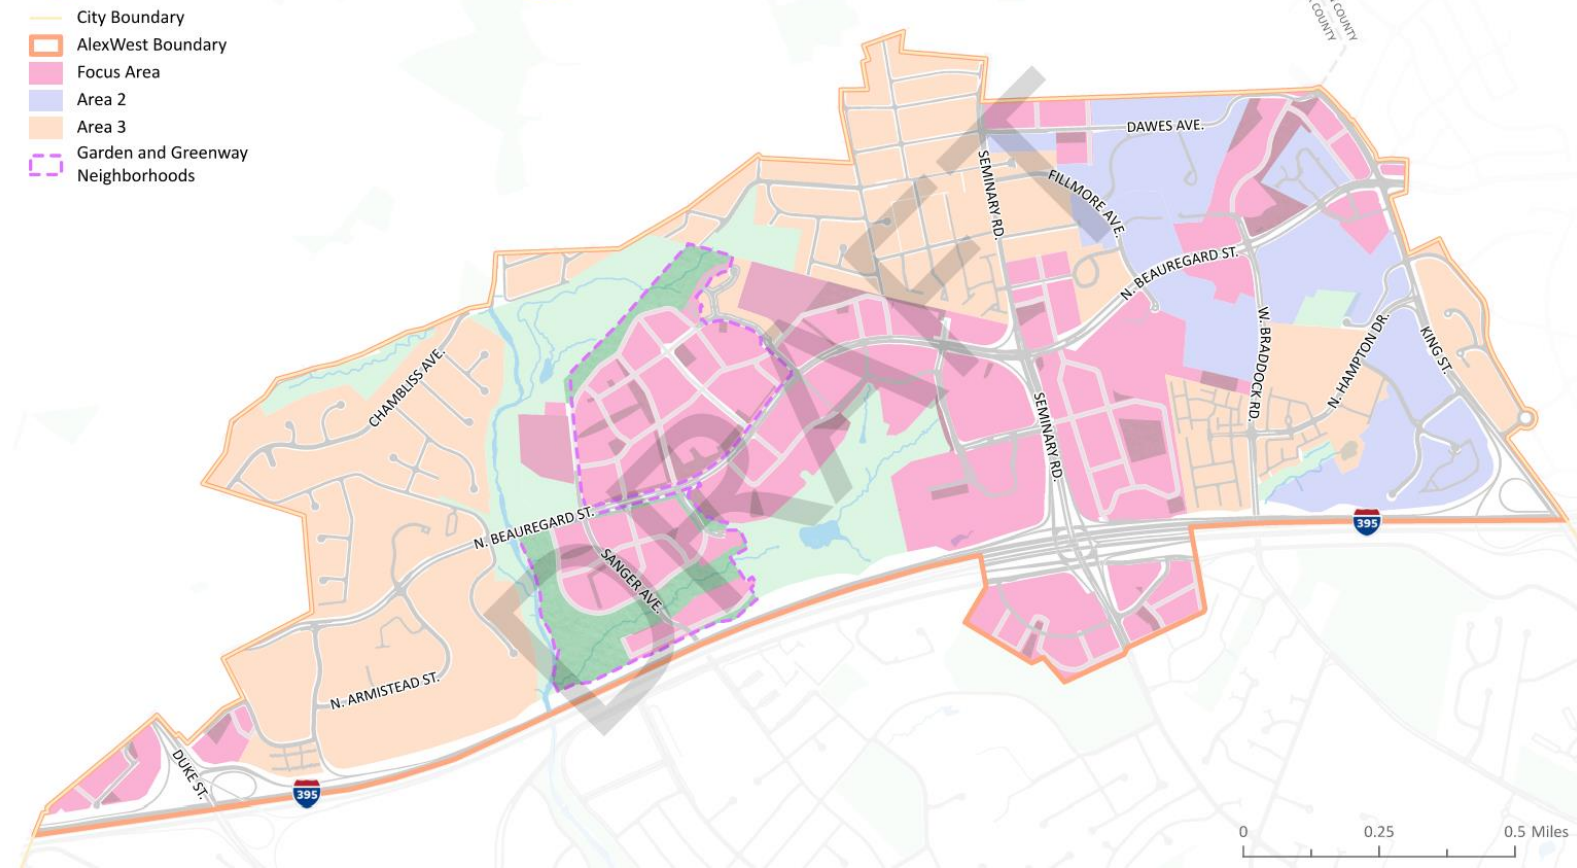 City Boundary
AlexWest Boundary
Focus Area
Area 2
Area 3
Garden and Greenway
Neighborhoods
COUNTY
COUNTY
DAWES AVE.
SEMINARY RD.
FILLMORE AVE.
N. BEAUREGARD ST.
W. BRADDOCK RD.
N. HAMPTON DR.
KING ST.
CHAMBLISS AVE.
SEMINARY RD.
N. BEAUREGARD ST.
SANGER AVE.
395
N. ARMISTEAD ST.
DUKE ST.
395
DRAFT
0 0.25 0.5 Miles